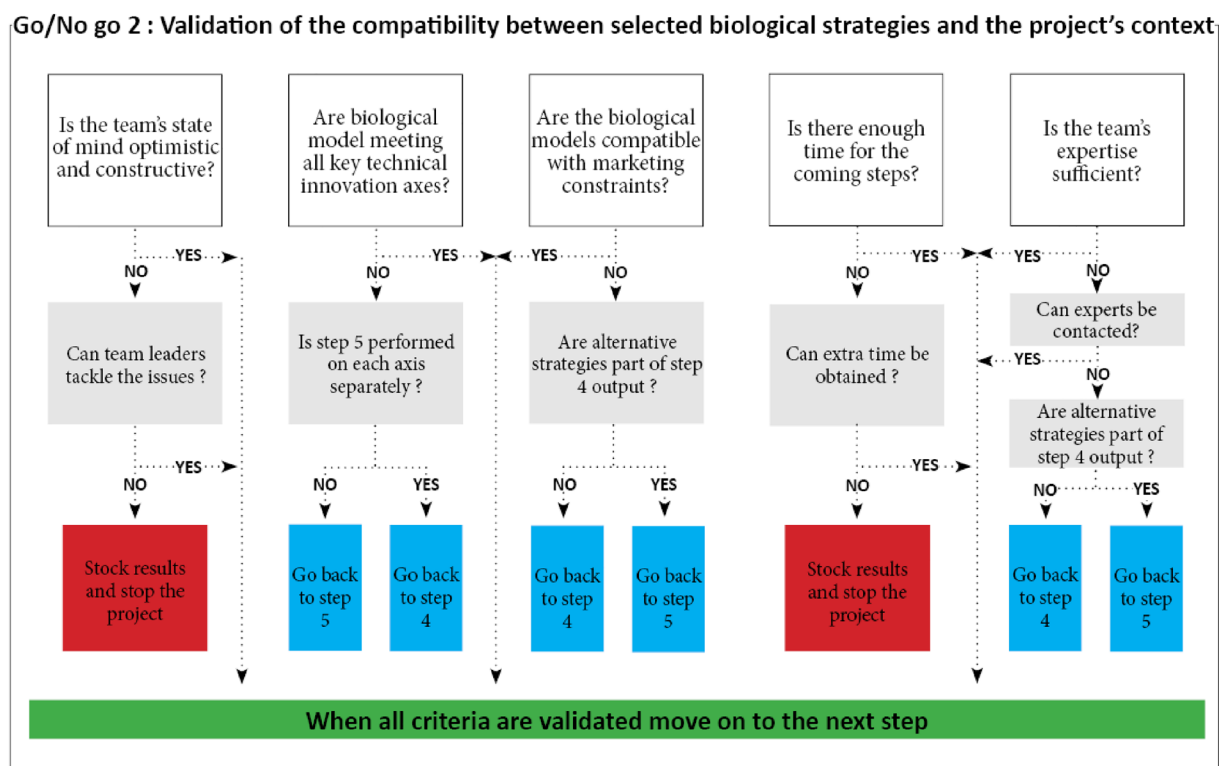 Go/No go 2 : Validation of the compatibility between selected biological strategies and the project's context
Is the team's state
of mind optimistic
and constructive?
Are biological
model meeting
all key technical
innovation axes?
Are the biological
models compatible
with marketing
constraints?
Is there enough
time for the
coming steps?
Is the team's
expertise
sufficient?
YES
NO
YES
NO
YES
NO
YES
NO
YES
NO
Can team leaders
tackle the issues ?
Is step 5 performed
on each axis
separately ?
Are alternative
strategies part of step
4 output ?
Can extra time be
obtained ?
Can experts be
contacted?
YES
NO
Are alternative
strategies part of
step 4 output ?
YES
NO
NO
YES
NO
YES
YES
NO
NO
YES
Stock results
and stop the
project
Go back
to step
5
Go back
to step
4
Go back
to step
4
Go back
to step
5
Stock results
and stop the
project
Go back
to step
4
Go back
to step
5
When all criteria are validated move on to the next step